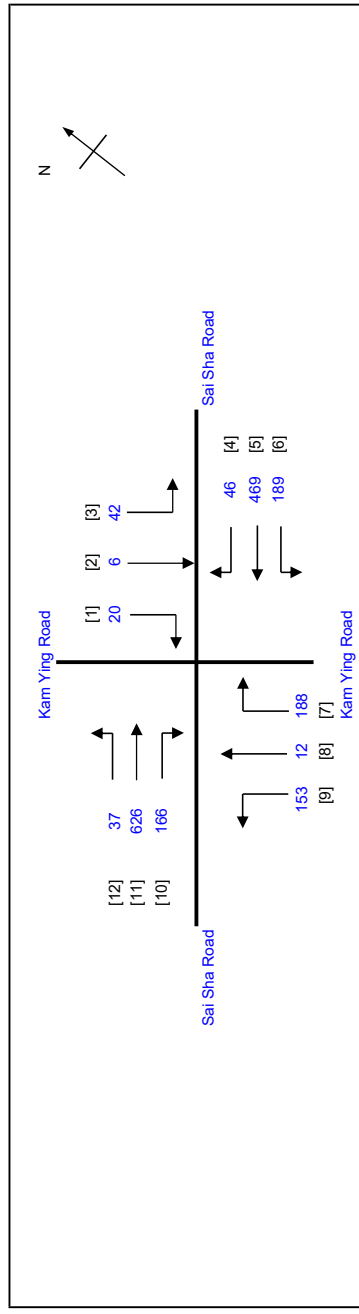 N
Kam Ying Road
[1] [2] [3]
20 6 42
[12] 37
[11] 626
[10] 166
Sai Sha Road
Sai Sha Road
46 [4]
469 [5]
189 [6]
153 12 188
[9] [8] [7]
Kam Ying Road